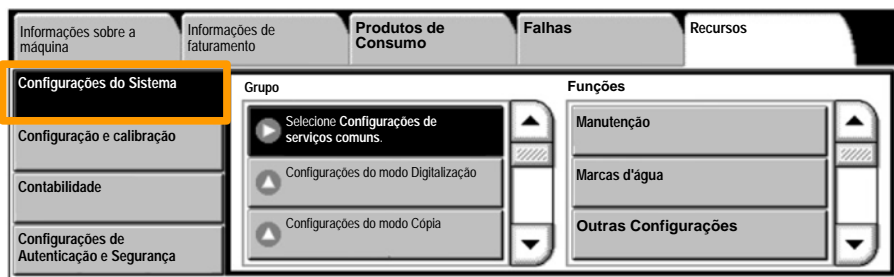 Informações sobre a
máquina
Informações de
faturamento
Produtos de
Consumo
Falhas
Recursos
Configurações do Sistema
Configuração e calibração
Contabilidade
Configurações de
Autenticação e Segurança
Grupo
Selecione Configurações de
serviços comuns.
Configurações do modo Digitalização
Configurações do modo Cópia
Funções
Manutenção
Marcas d'água
Outras Configurações